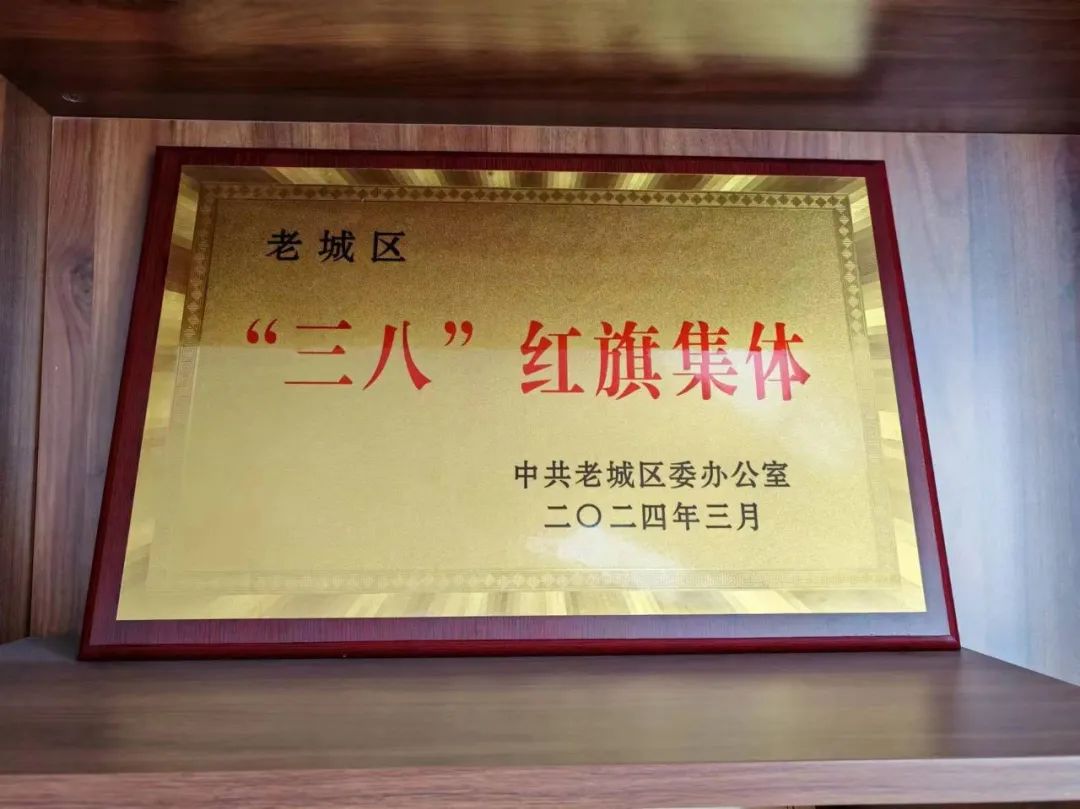 老城区
“三八”红旗集体
中共老城区委办公室
二〇二四年三月